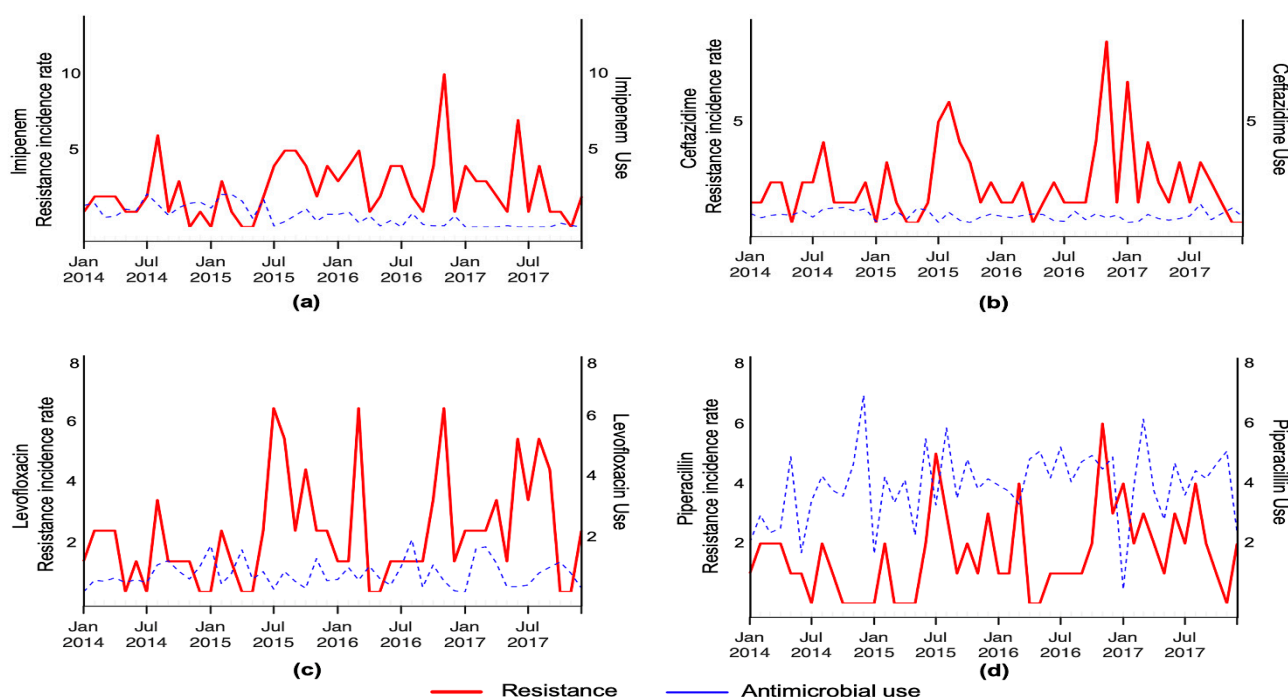 Imipenem
Resistance incidence rate
10
5
10
5
Imipenem Use
Jan
2014
Jul
2014
Jan
2015
Jul
2015
Jan
2016
Jul
2016
Jan
2017
Jul
2017
(a)
Ceftazidime
Resistance incidence rate
5
5
Ceftazidime Use
Jan
2014
Jul
2014
Jan
2015
Jul
2015
Jan
2016
Jul
2016
Jan
2017
Jul
2017
(b)
Levofloxacin
Resistance incidence rate
8
6
4
2
8
6
4
2
Levofloxacin Use
Jan
2014
Jul
2014
Jan
2015
Jul
2015
Jan
2016
Jul
2016
Jan
2017
Jul
2017
(c)
Piperacillin
Resistance incidence rate
8
6
4
2
8
6
4
2
Piperacillin Use
Jan
2014
Jul
2014
Jan
2015
Jul
2015
Jan
2016
Jul
2016
Jan
2017
Jul
2017
(d)
Resistance
Antimicrobial use